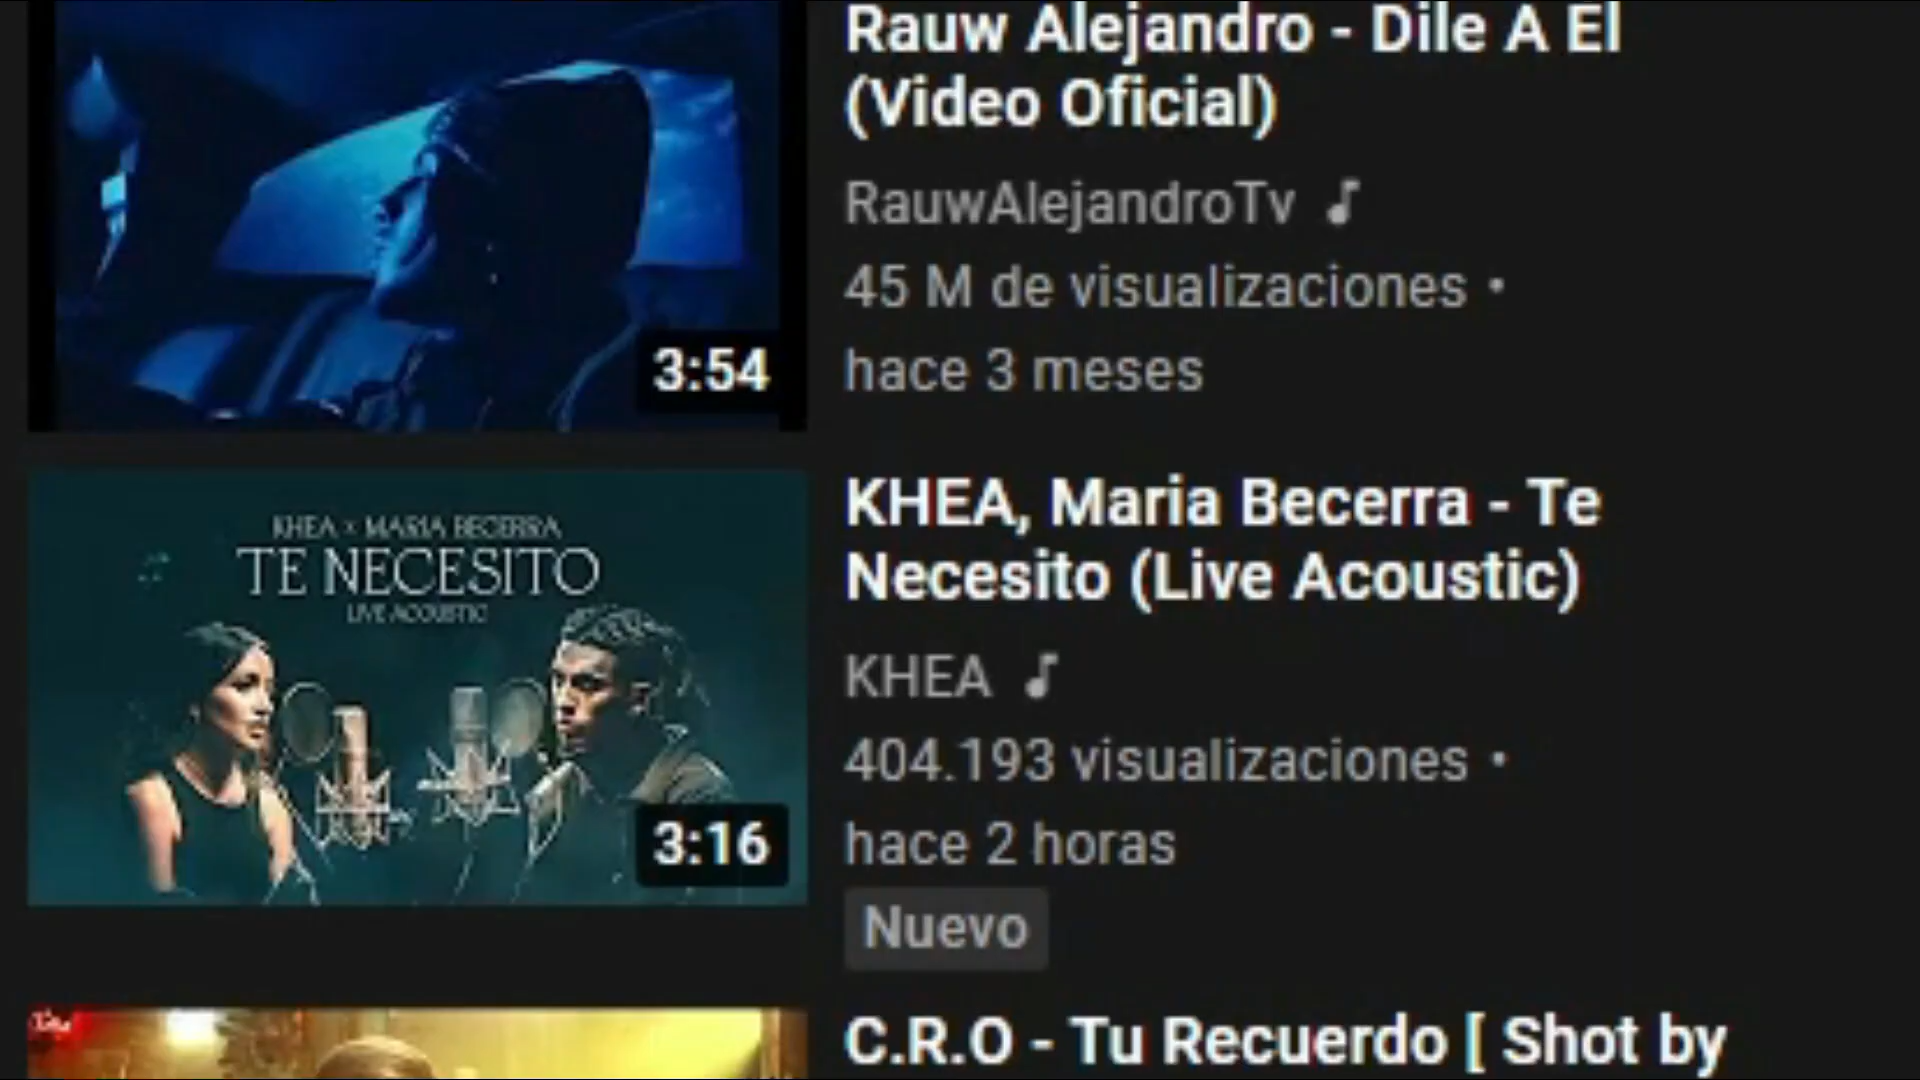 Rauw Alejandro - Dile A El
(Video Oficial)
RauwAlejandroTv
45 M de visualizaciones •
hace 3 meses
3:54
KHEA × MARIA BECERRA
TE NECESITO
LIVE ACOUSTIC
3:16
KHEA, Maria Becerra - Te
Necesito (Live Acoustic)
KHEA
404.193 visualizaciones •
hace 2 horas
Nuevo
C.R.O - Tu Recuerdo [ Shot by